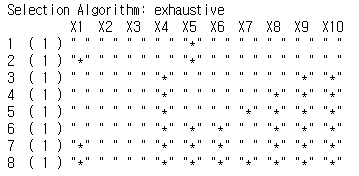 Selection Algorithm: exhaustive
X1 X2 X3 X4 X5 X6 X7 X8 X9 X10
1 ( 1 ) " " " " " " " " "*" " " " " " " " " " "
2 ( 1 ) "*" " " " " " " "*" " " " " " " " " " "
3 ( 1 ) " " " " " " "*" " " " " " " " " "*" "*"
4 ( 1 ) " " " " " " "*" " " " " " " "*" "*" "*"
5 ( 1 ) " " " " " " "*" " " " " "*" "*" "*" "*"
6 ( 1 ) " " " " " " "*" "*" "*" " " "*" "*" "*"
7 ( 1 ) "*" " " " " "*" "*" "*" " " "*" "*" "*"
8 ( 1 ) "*" " " " " "*" "*" "*" "*" "*" "*" "*"